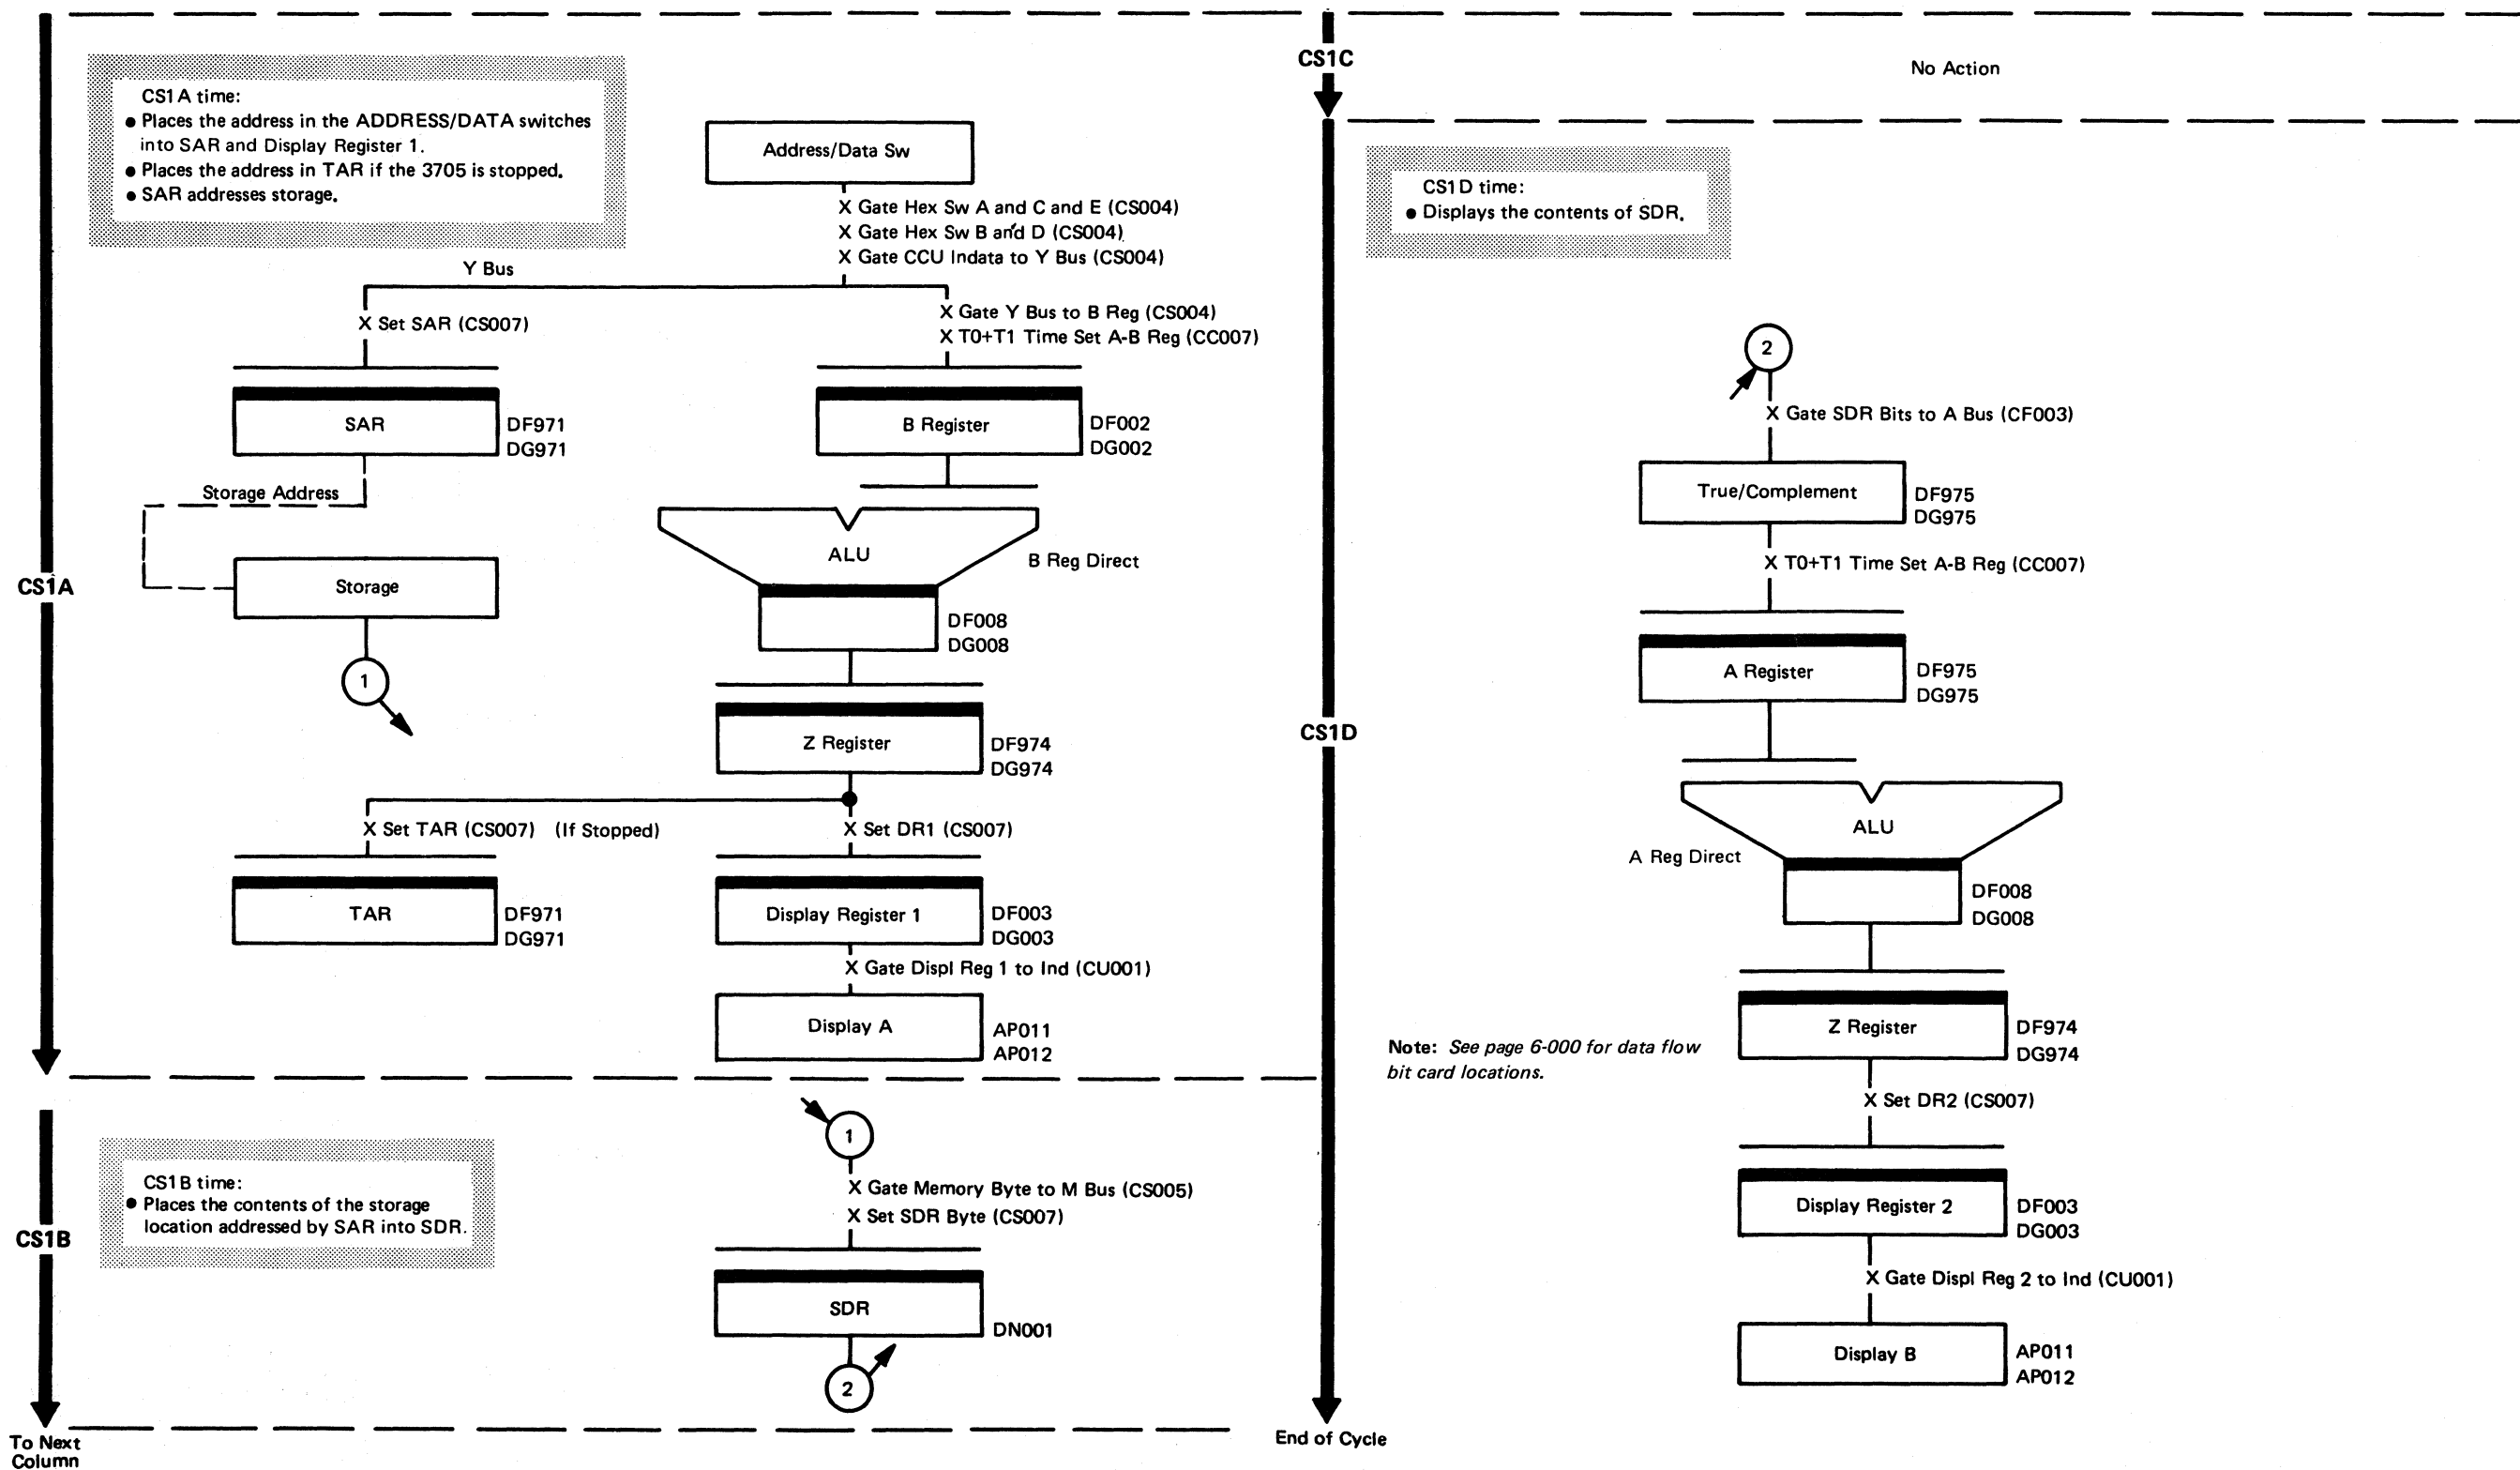 CS1A
CS1A time:
● Places the address in the ADDRESS/DATA switches
into SAR and Display Register 1.
● Places the address in TAR if the 3705 is stopped.
● SAR addresses storage.
Address/Data Sw
X Gate Hex Sw A and C and E (CS004)
X Gate Hex Sw B and D (CS004)
X Gate CCU Indata to Y Bus (CS004)
Y Bus
X Set SAR (CS007)
X Gate Y Bus to B Reg (CS004)
X T0+T1 Time Set A-B Reg (CC007)
SAR
DF971
DG971
B Register
DF002
DG002
Storage Address
ALU
B Reg Direct
Storage
DF008
DG008
1
Z Register
DF974
DG974
X Set TAR (CS007) (If Stopped)
X Set DR1 (CS007)
TAR
DF971
DG971
Display Register 1
DF003
DG003
X Gate Displ Reg 1 to Ind (CU001)
Display A
AP011
AP012
CS1B
CS1B time:
● Places the contents of the storage
location addressed by SAR into SDR.
1
X Gate Memory Byte to M Bus (CS005)
X Set SDR Byte (CS007)
SDR
DN001
2
To Next
Column
CS1C
No Action
CS1D
CS1D time:
● Displays the contents of SDR.
2
X Gate SDR Bits to A Bus (CF003)
True/Complement
DF975
DG975
X T0+T1 Time Set A-B Reg (CC007)
A Register
DF975
DG975
ALU
A Reg Direct
DF008
DG008
Z Register
DF974
DG974
Note: See page 6-000 for data flow
bit card locations.
X Set DR2 (CS007)
Display Register 2
DF003
DG003
X Gate Displ Reg 2 to Ind (CU001)
Display B
AP011
AP012
End of Cycle